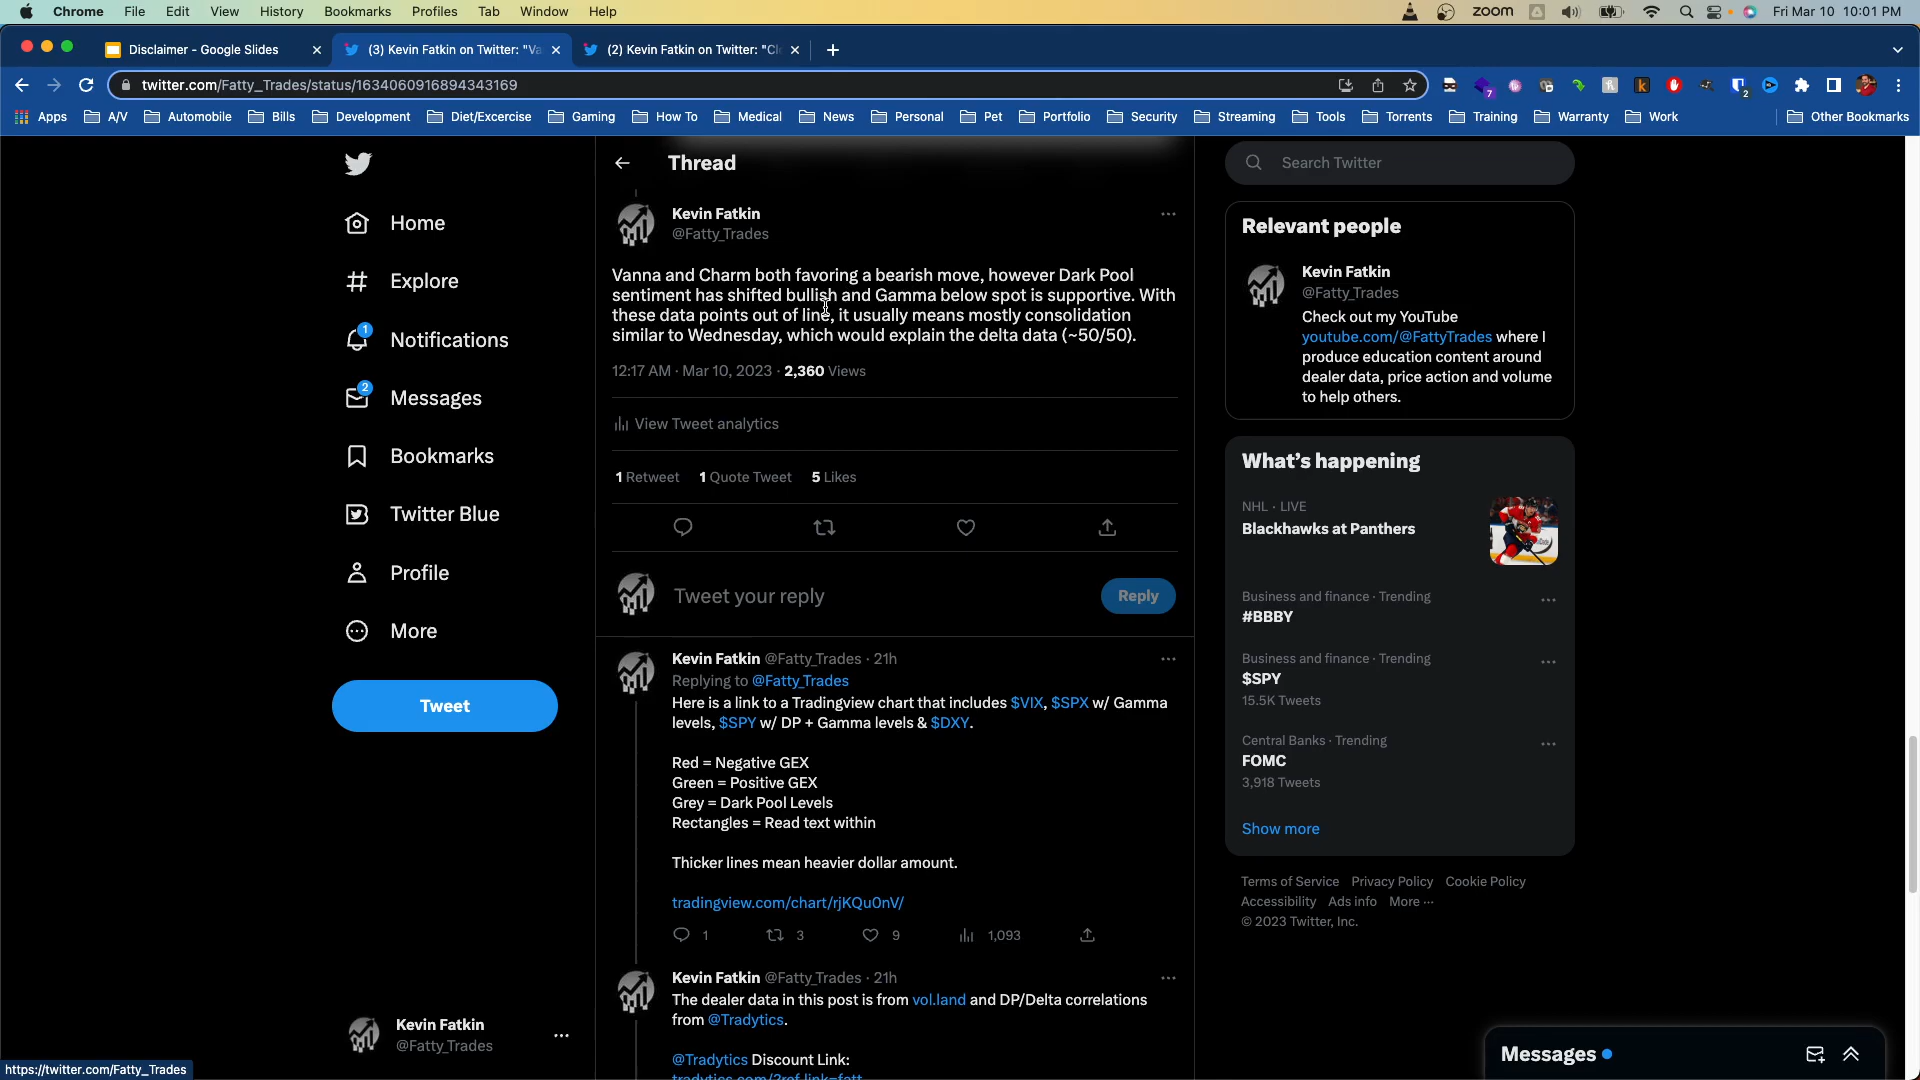 Chrome File Edit View History Bookmarks Profiles Tab Window Help
zoom Fri Mar 10 10:01 PM
Disclaimer - Google Slides
(3) Kevin Fatkin on Twitter: "Va
(2) Kevin Fatkin on Twitter: "Cl
twitter.com/Fatty_Trades/status/1634060916894343169
7
2
Apps A/V Automobile Bills Development Diet/Excercise Gaming How To Medical News Personal Pet Portfolio Security Streaming Tools Torrents Training Warranty Work Other Bookmarks
Home
Explore
1
Notifications
2
Messages
Bookmarks
Twitter Blue
Profile
More
Tweet
Kevin Fatkin
@Fatty_Trades
https://twitter.com/Fatty_Trades
Thread
Kevin Fatkin
@Fatty_Trades
Vanna and Charm both favoring a bearish move, however Dark Pool
sentiment has shifted bullish and Gamma below spot is supportive. With
these data points out of line, it usually means mostly consolidation
similar to Wednesday, which would explain the delta data (~50/50).
12:17 AM · Mar 10, 2023 · 2,360 Views
View Tweet analytics
1 Retweet 1 Quote Tweet 5 Likes
Tweet your reply
Reply
Kevin Fatkin @Fatty_Trades · 21h
Replying to @Fatty_Trades
Here is a link to a Tradingview chart that includes $VIX, $SPX w/ Gamma
levels, $SPY w/ DP + Gamma levels & $DXY.
Red = Negative GEX
Green = Positive GEX
Grey = Dark Pool Levels
Rectangles = Read text within
Thicker lines mean heavier dollar amount.
tradingview.com/chart/rjKQu0nV/
1 3 9 1,093
Kevin Fatkin @Fatty_Trades · 21h
The dealer data in this post is from vol.land and DP/Delta correlations
from @Tradytics.
@Tradytics Discount Link:
tradytics.com/?ref_link=fatt
Search Twitter
Relevant people
Kevin Fatkin
@Fatty_Trades
Check out my YouTube
youtube.com/@FattyTrades where I
produce education content around
dealer data, price action and volume
to help others.
What's happening
NHL · LIVE
Blackhawks at Panthers
Business and finance · Trending
#BBBY
Business and finance · Trending
$SPY
15.5K Tweets
Central Banks · Trending
FOMC
3,918 Tweets
Show more
Terms of Service Privacy Policy Cookie Policy
Accessibility Ads info More ···
© 2023 Twitter, Inc.
Messages